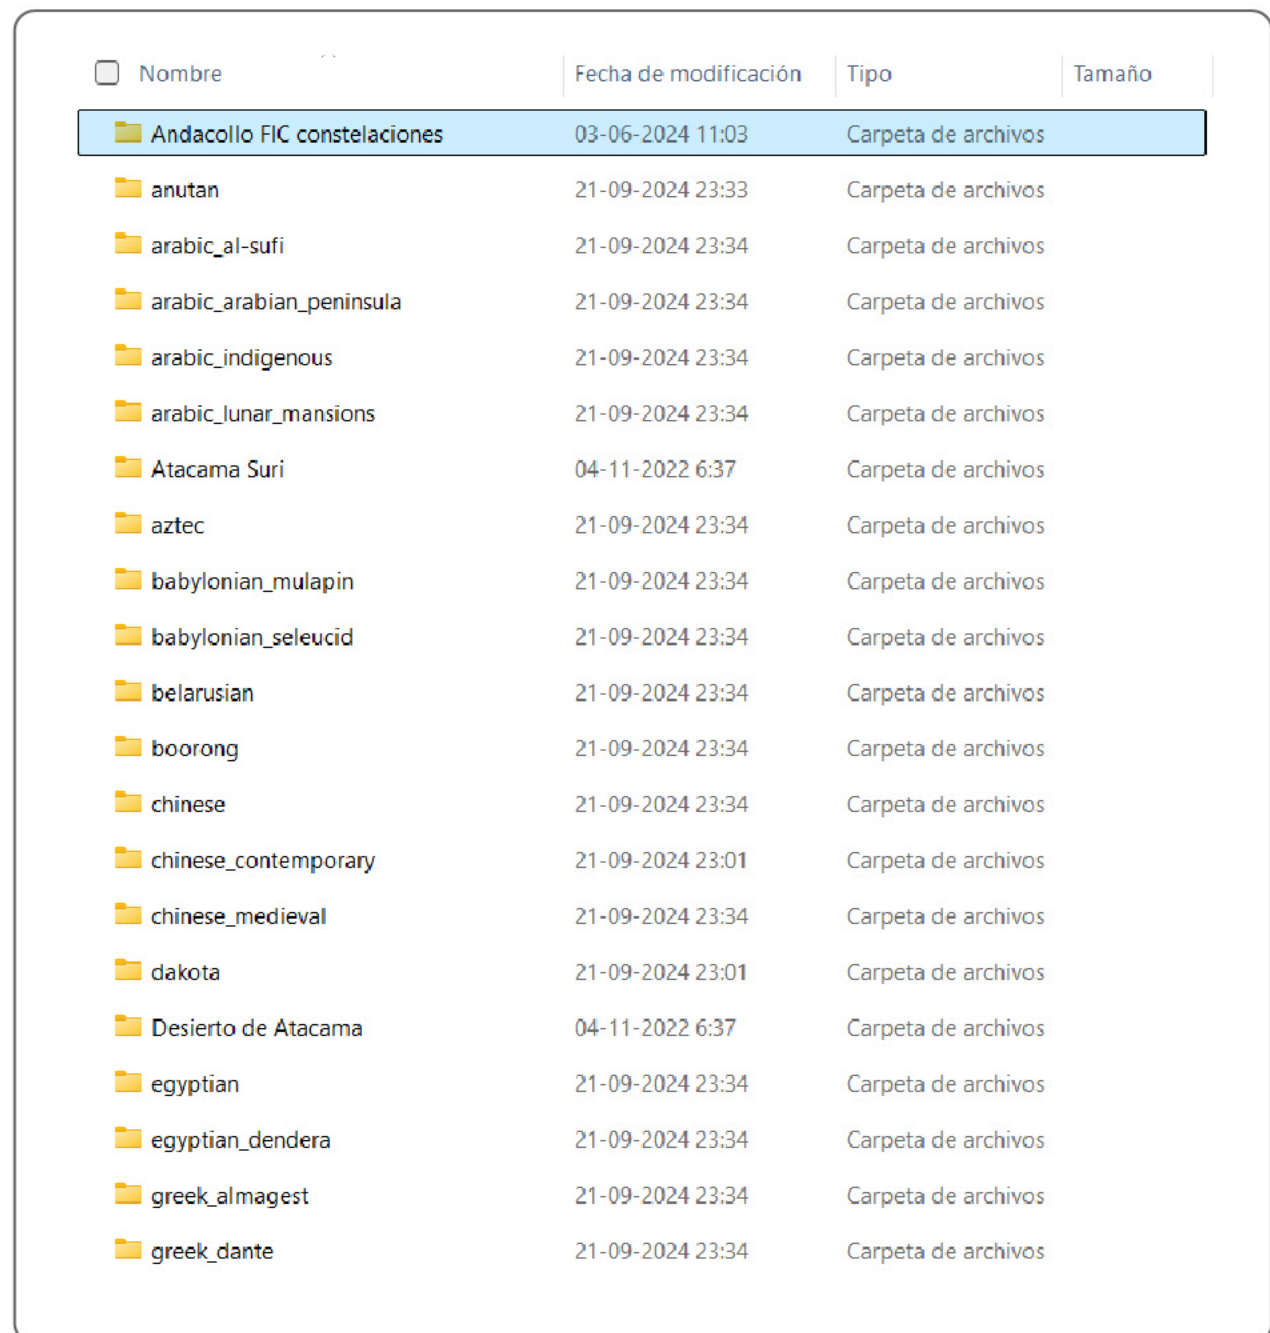 Nombre Fecha de modificación Tipo Tamaño
Andacollo FIC constelaciones 03-06-2024 11:03 Carpeta de archivos
anutan 21-09-2024 23:33 Carpeta de archivos
arabic_al-sufi 21-09-2024 23:34 Carpeta de archivos
arabic_arabian_peninsula 21-09-2024 23:34 Carpeta de archivos
arabic_indigenous 21-09-2024 23:34 Carpeta de archivos
arabic_lunar_mansions 21-09-2024 23:34 Carpeta de archivos
Atacama Suri 04-11-2022 6:37 Carpeta de archivos
aztec 21-09-2024 23:34 Carpeta de archivos
babylonian_mulapin 21-09-2024 23:34 Carpeta de archivos
babylonian_seleucid 21-09-2024 23:34 Carpeta de archivos
belarusian 21-09-2024 23:34 Carpeta de archivos
boorong 21-09-2024 23:34 Carpeta de archivos
chinese 21-09-2024 23:34 Carpeta de archivos
chinese_contemporary 21-09-2024 23:01 Carpeta de archivos
chinese_medieval 21-09-2024 23:34 Carpeta de archivos
dakota 21-09-2024 23:01 Carpeta de archivos
Desierto de Atacama 04-11-2022 6:37 Carpeta de archivos
egyptian 21-09-2024 23:34 Carpeta de archivos
egyptian_dendera 21-09-2024 23:34 Carpeta de archivos
greek_almagest 21-09-2024 23:34 Carpeta de archivos
greek_dante 21-09-2024 23:34 Carpeta de archivos